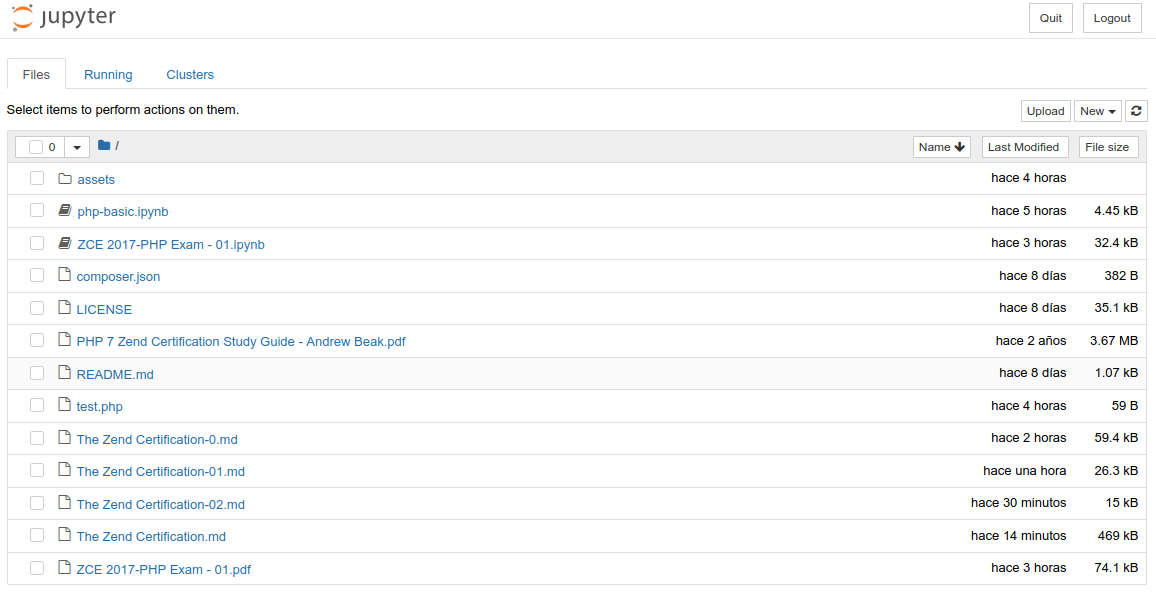 jupyter Quit Logout
Files Running Clusters
Select items to perform actions on them. Upload New
0 / Name Last Modified File size
assets hace 4 horas
php-basic.ipynb hace 5 horas 4.45 kB
ZCE 2017-PHP Exam - 01.ipynb hace 3 horas 32.4 kB
composer.json hace 8 días 382 B
LICENSE hace 8 días 35.1 kB
PHP 7 Zend Certification Study Guide - Andrew Beak.pdf hace 2 años 3.67 MB
README.md hace 8 días 1.07 kB
test.php hace 4 horas 59 B
The Zend Certification-0.md hace 2 horas 59.4 kB
The Zend Certification-01.md hace una hora 26.3 kB
The Zend Certification-02.md hace 30 minutos 15 kB
The Zend Certification.md hace 14 minutos 469 kB
ZCE 2017-PHP Exam - 01.pdf hace 3 horas 74.1 kB